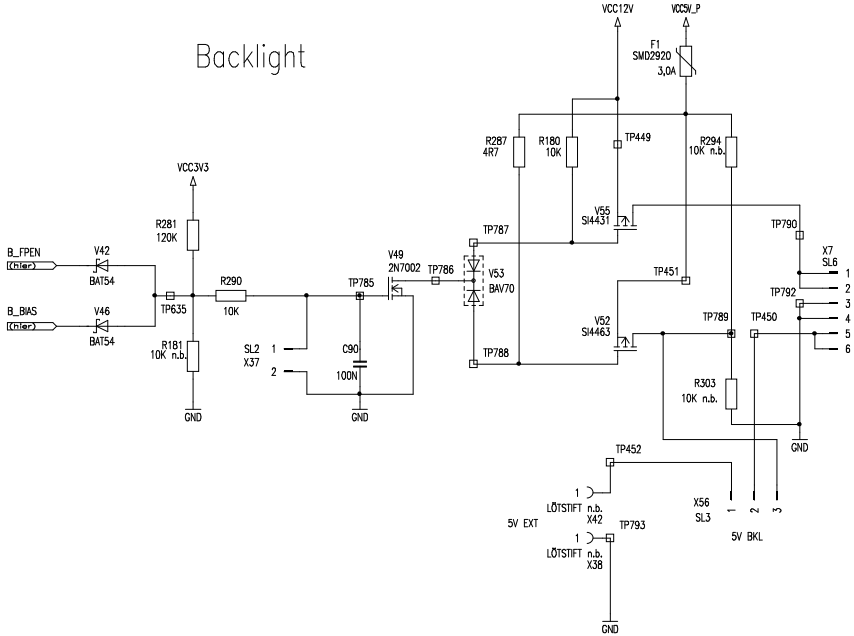 Backlight
VCC12V
VCC5V_P
F1
SMD2920
3,0A
R287
4R7
R180
10K
TP449
R294
10K n.b.
VCC3V3
R281
120K
V55
SI4431
TP787
TP790
B_FPEN
(hier)
V42
BAT54
V49
2N7002
TP786
V53
BAV70
TP451
X7
SL6
1
2
3
4
5
6
R290
10K
TP785
TP635
TP792
B_BIAS
(hier)
V46
BAT54
V52
SI4463
TP789
TP450
R181
10K n.b.
SL2
X37
1
2
C90
100N
TP788
R303
10K n.b.
GND
GND
GND
TP452
1
LÖTSTIFT n.b.
X42
5V EXT
TP793
1
LÖTSTIFT n.b.
X38
X56
SL3
1
2
3
5V BKL
GND